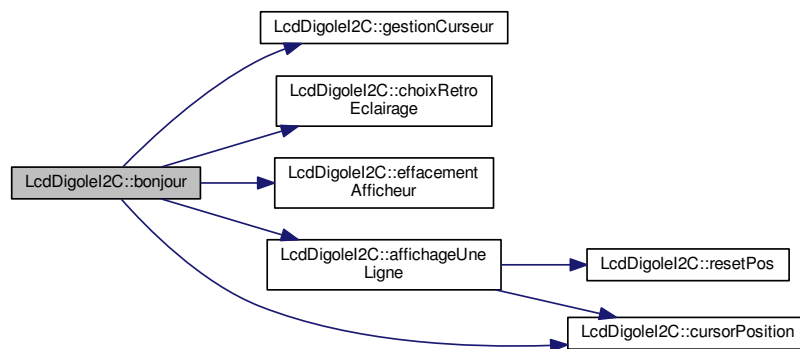 LcdDigoleI2C::gestionCurseur
LcdDigoleI2C::choixRetro
Eclairage
LcdDigoleI2C::bonjour
LcdDigoleI2C::effacement
Afficheur
LcdDigoleI2C::affichageUne
Ligne
LcdDigoleI2C::resetPos
LcdDigoleI2C::cursorPosition